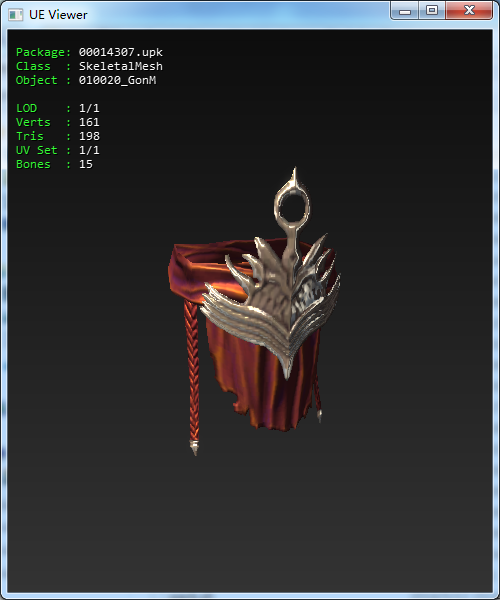 UE Viewer
Package: 00014307.upk
Class : SkeletalMesh
Object : 010020_GonM
LOD : 1/1
Verts : 161
Tris : 198
UV Set : 1/1
Bones : 15